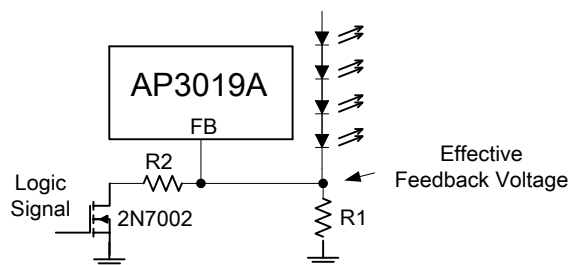 AP3019A
FB
R2
Effective
Feedback Voltage
Logic
Signal
2N7002
R1